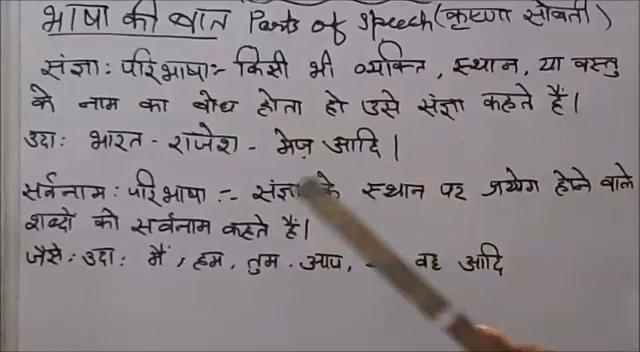 भाषा की बात Parts of Speech (कृष्णा सोबती)
संज्ञा: परिभाषा:- किसी भी व्यक्ति, स्थान, या वस्तु
के नाम का बोध होता हो उसे संज्ञा कहते हैं।
उदा: भारत - राजेश - मेज़ आदि।
सर्वनाम: परिभाषा :- संज्ञा के स्थान पर प्रयोग होने वाले
शब्दों को सर्वनाम कहते हैं।
जैसे: उदा: मैं, हम, तुम. आप, - वह आदि